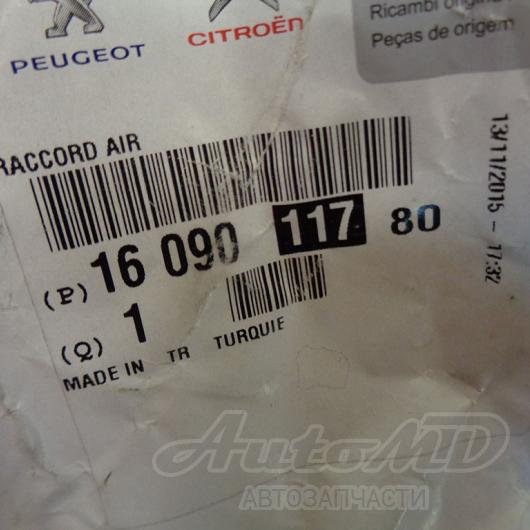 PEUGEOT
CITROËN
Ricambi origin
Peças de origem
RACCORD AIR
13/11/2015 - 17:32
(P) 16 090 117 80
(Q) 1
MADE IN TR TURQUIE
AutoMD
АВТОЗАПЧАСТИ